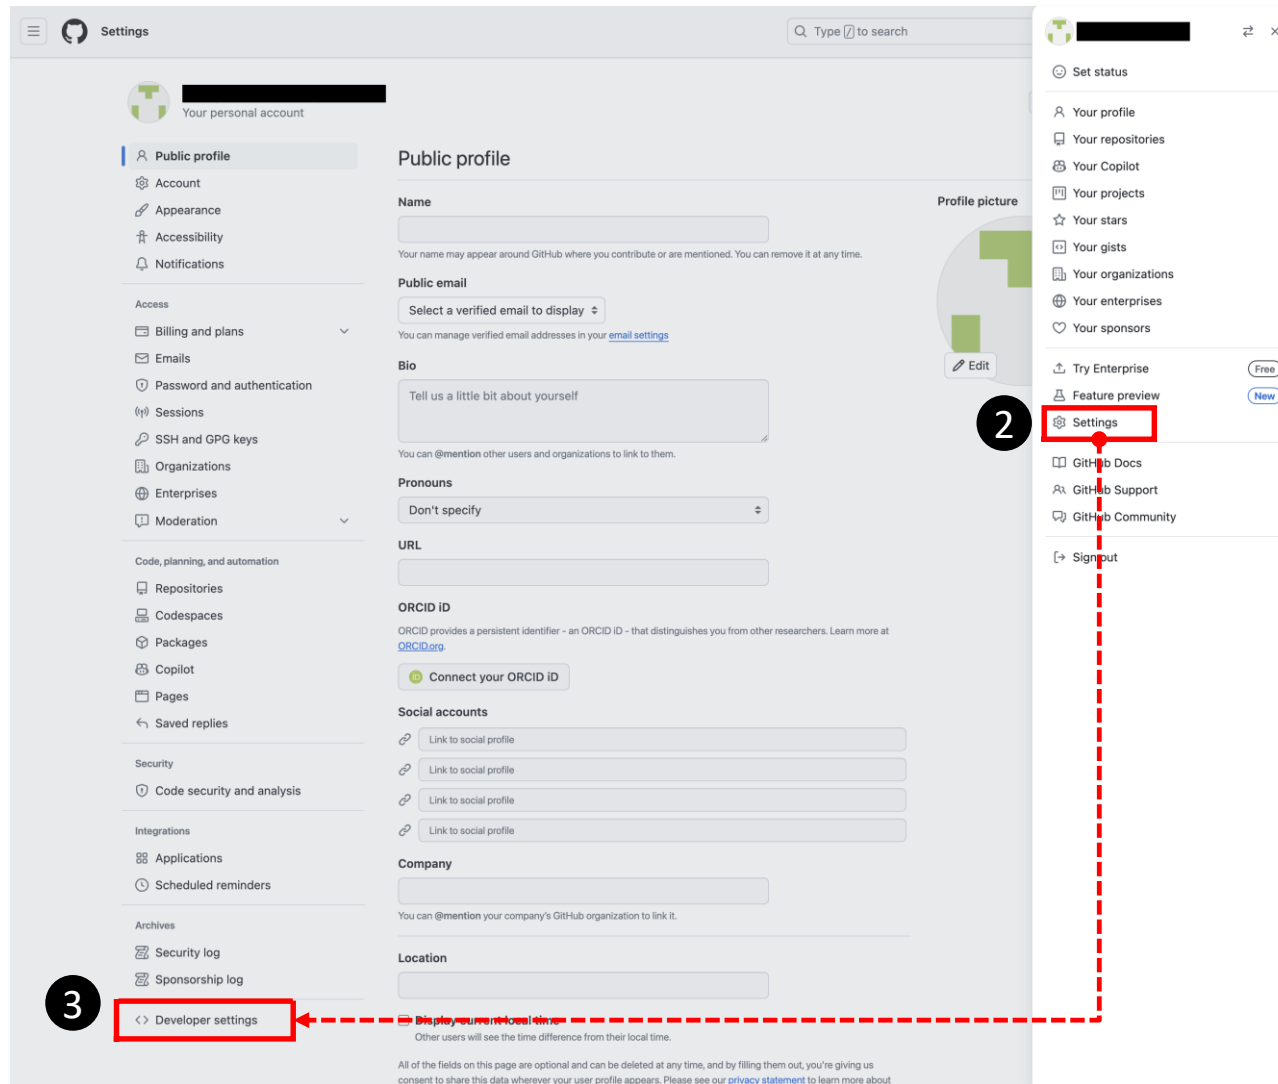 Settings
Type / to search
Your personal account
Public profile
Account
Appearance
Accessibility
Notifications
Access
Billing and plans
Emails
Password and authentication
Sessions
SSH and GPG keys
Organizations
Enterprises
Moderation
Code, planning, and automation
Repositories
Codespaces
Packages
Copilot
Pages
Saved replies
Security
Code security and analysis
Integrations
Applications
Scheduled reminders
Archives
Security log
Sponsorship log
3
Developer settings
Public profile
Name
Your name may appear around GitHub where you contribute or are mentioned. You can remove it at any time.
Public email
Select a verified email to display
You can manage verified email addresses in your email settings
Bio
Tell us a little bit about yourself
You can @mention other users and organizations to link to them.
Pronouns
Don't specify
URL
ORCID iD
ORCID provides a persistent identifier - an ORCID iD - that distinguishes you from other researchers. Learn more at
ORCID.org.
iD Connect your ORCID iD
Social accounts
Link to social profile
Link to social profile
Link to social profile
Link to social profile
Company
You can @mention your company's GitHub organization to link it.
Location
Display current local time
Other users will see the time difference from their local time.
All of the fields on this page are optional and can be deleted at any time, and by filling them out, you're giving us
consent to share this data wherever your user profile appears. Please see our privacy statement to learn more about
Profile picture
Edit
Set status
Your profile
Your repositories
Your Copilot
Your projects
Your stars
Your gists
Your organizations
Your enterprises
Your sponsors
Try Enterprise Free
Feature preview New
2
Settings
GitHub Docs
GitHub Support
GitHub Community
Sign out